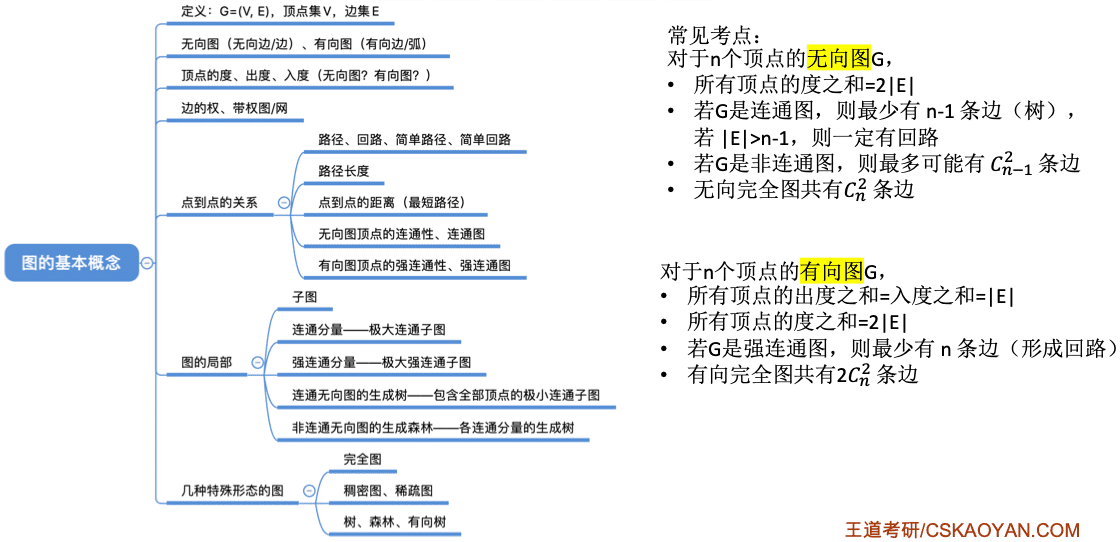 图的基本概念
定义：G=(V, E)，顶点集 V，边集 E
无向图（无向边/边）、有向图（有向边/弧）
顶点的度、出度、入度（无向图？有向图？）
边的权、带权图/网
点到点的关系
路径、回路、简单路径、简单回路
路径长度
点到点的距离（最短路径）
无向图顶点的连通性、连通图
有向图顶点的强连通性、强连通图
图的局部
子图
连通分量——极大连通子图
强连通分量——极大强连通子图
连通无向图的生成树——包含全部顶点的极小连通子图
非连通无向图的生成森林——各连通分量的生成树
几种特殊形态的图
完全图
稠密图、稀疏图
树、森林、有向树
常见考点：
对于n个顶点的无向图G，
• 所有顶点的度之和=2|E|
• 若G是连通图，则最少有 n-1 条边（树），
若 |E|>n-1，则一定有回路
• 若G是非连通图，则最多可能有 $C_{n-1}^2$ 条边
• 无向完全图共有$C_n^2$ 条边
对于n个顶点的有向图G，
• 所有顶点的出度之和=入度之和=|E|
• 所有顶点的度之和=2|E|
• 若G是强连通图，则最少有 n 条边（形成回路）
• 有向完全图共有$2C_n^2$ 条边
王道考研/CSKAOYAN.COM